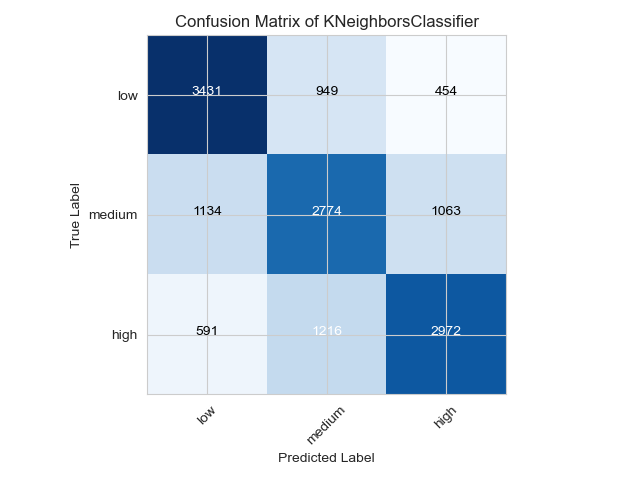 Confusion Matrix of KNeighborsClassifier
True Label
low
3431 949 454
medium
1134 2774 1063
high
591 1216 2972
low medium high
Predicted Label